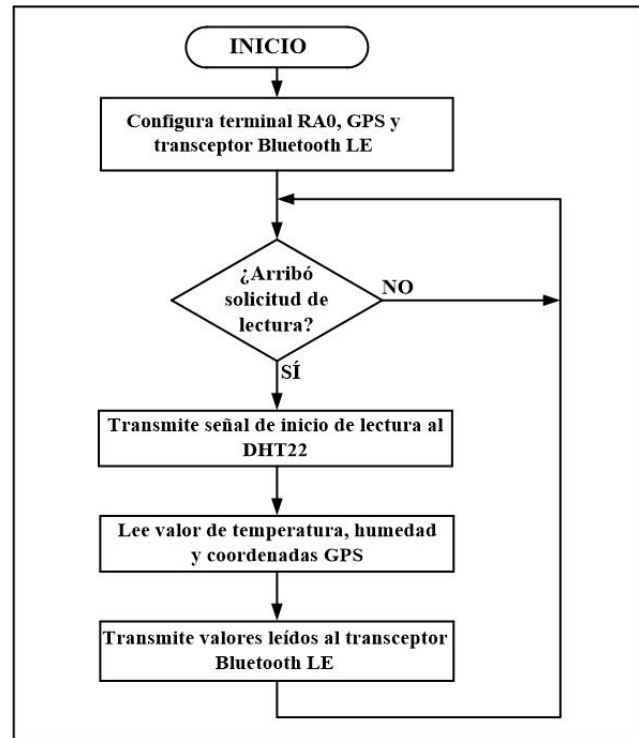 INICIO
Configura terminal RA0, GPS y
transceptor Bluetooth LE
¿Arribó
solicitud de
lectura?
NO
SÍ
Transmite señal de inicio de lectura al
DHT22
Lee valor de temperatura, humedad
y coordenadas GPS
Transmite valores leídos al transceptor
Bluetooth LE